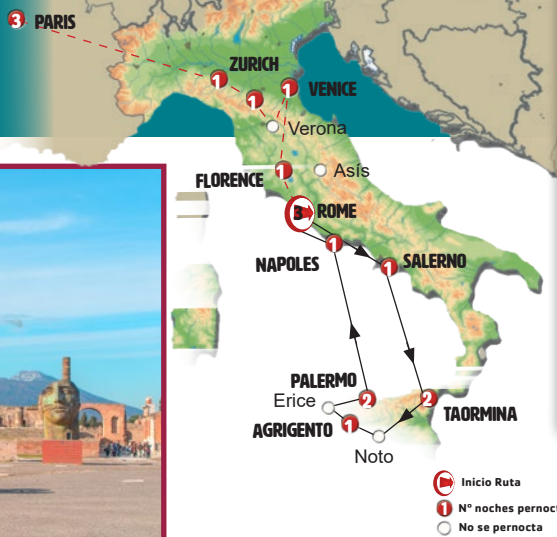 3 PARIS
ZURICH
1
1
1 VENICE
Verona
1
Asís
FLORENCE
3 ROME
1
NAPOLES
1 SALERNO
PALERMO
2
Erice
2
TAORMINA
AGRIGENTO 1
Noto
Inicio Ruta
1 Nº noches pernoct
No se pernocta